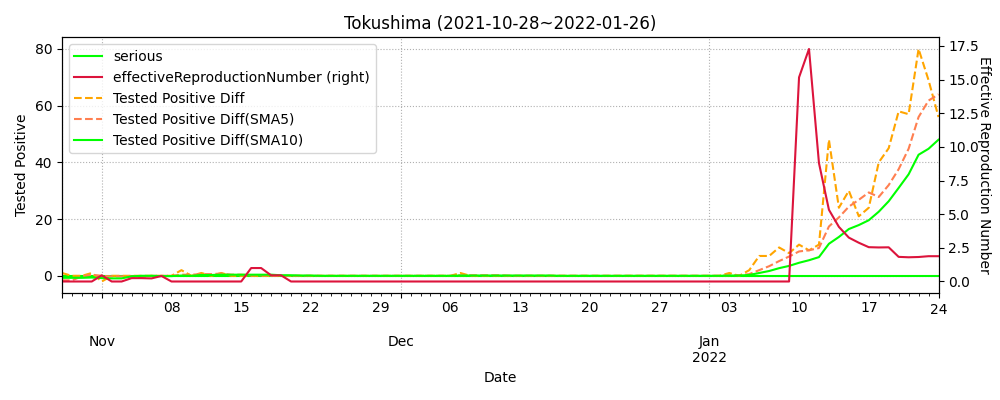 Tokushima (2021-10-28~2022-01-26)
serious
effectiveReproductionNumber (right)
Tested Positive Diff
Tested Positive Diff(SMA5)
Tested Positive Diff(SMA10)
Tested Positive
80
60
40
20
0
17.5
15.0
12.5
10.0
7.5
5.0
2.5
0.0
Effective Reproduction Number
08 15 22 29 06 13 20 27 03 10 17 24
Nov Dec Jan
2022
Date